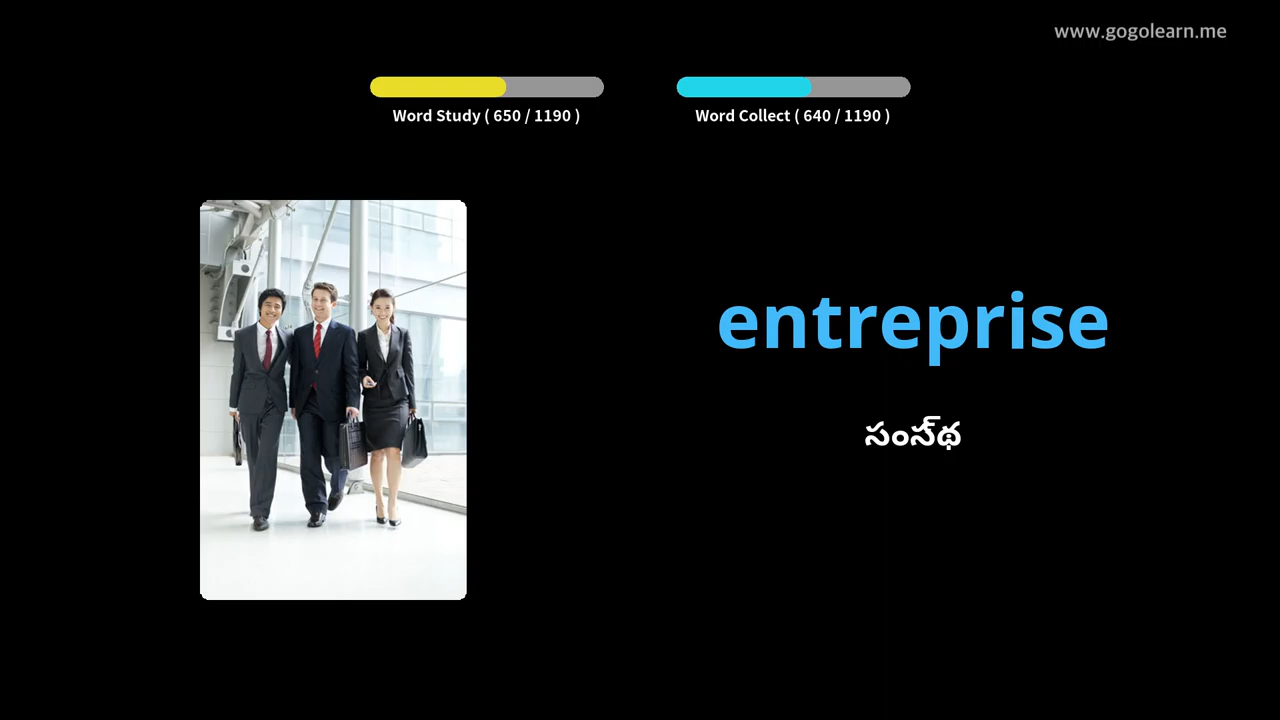 www.gogolearn.me
Word Study ( 650 / 1190 )
Word Collect ( 640 / 1190 )
entreprise
సంస్థ